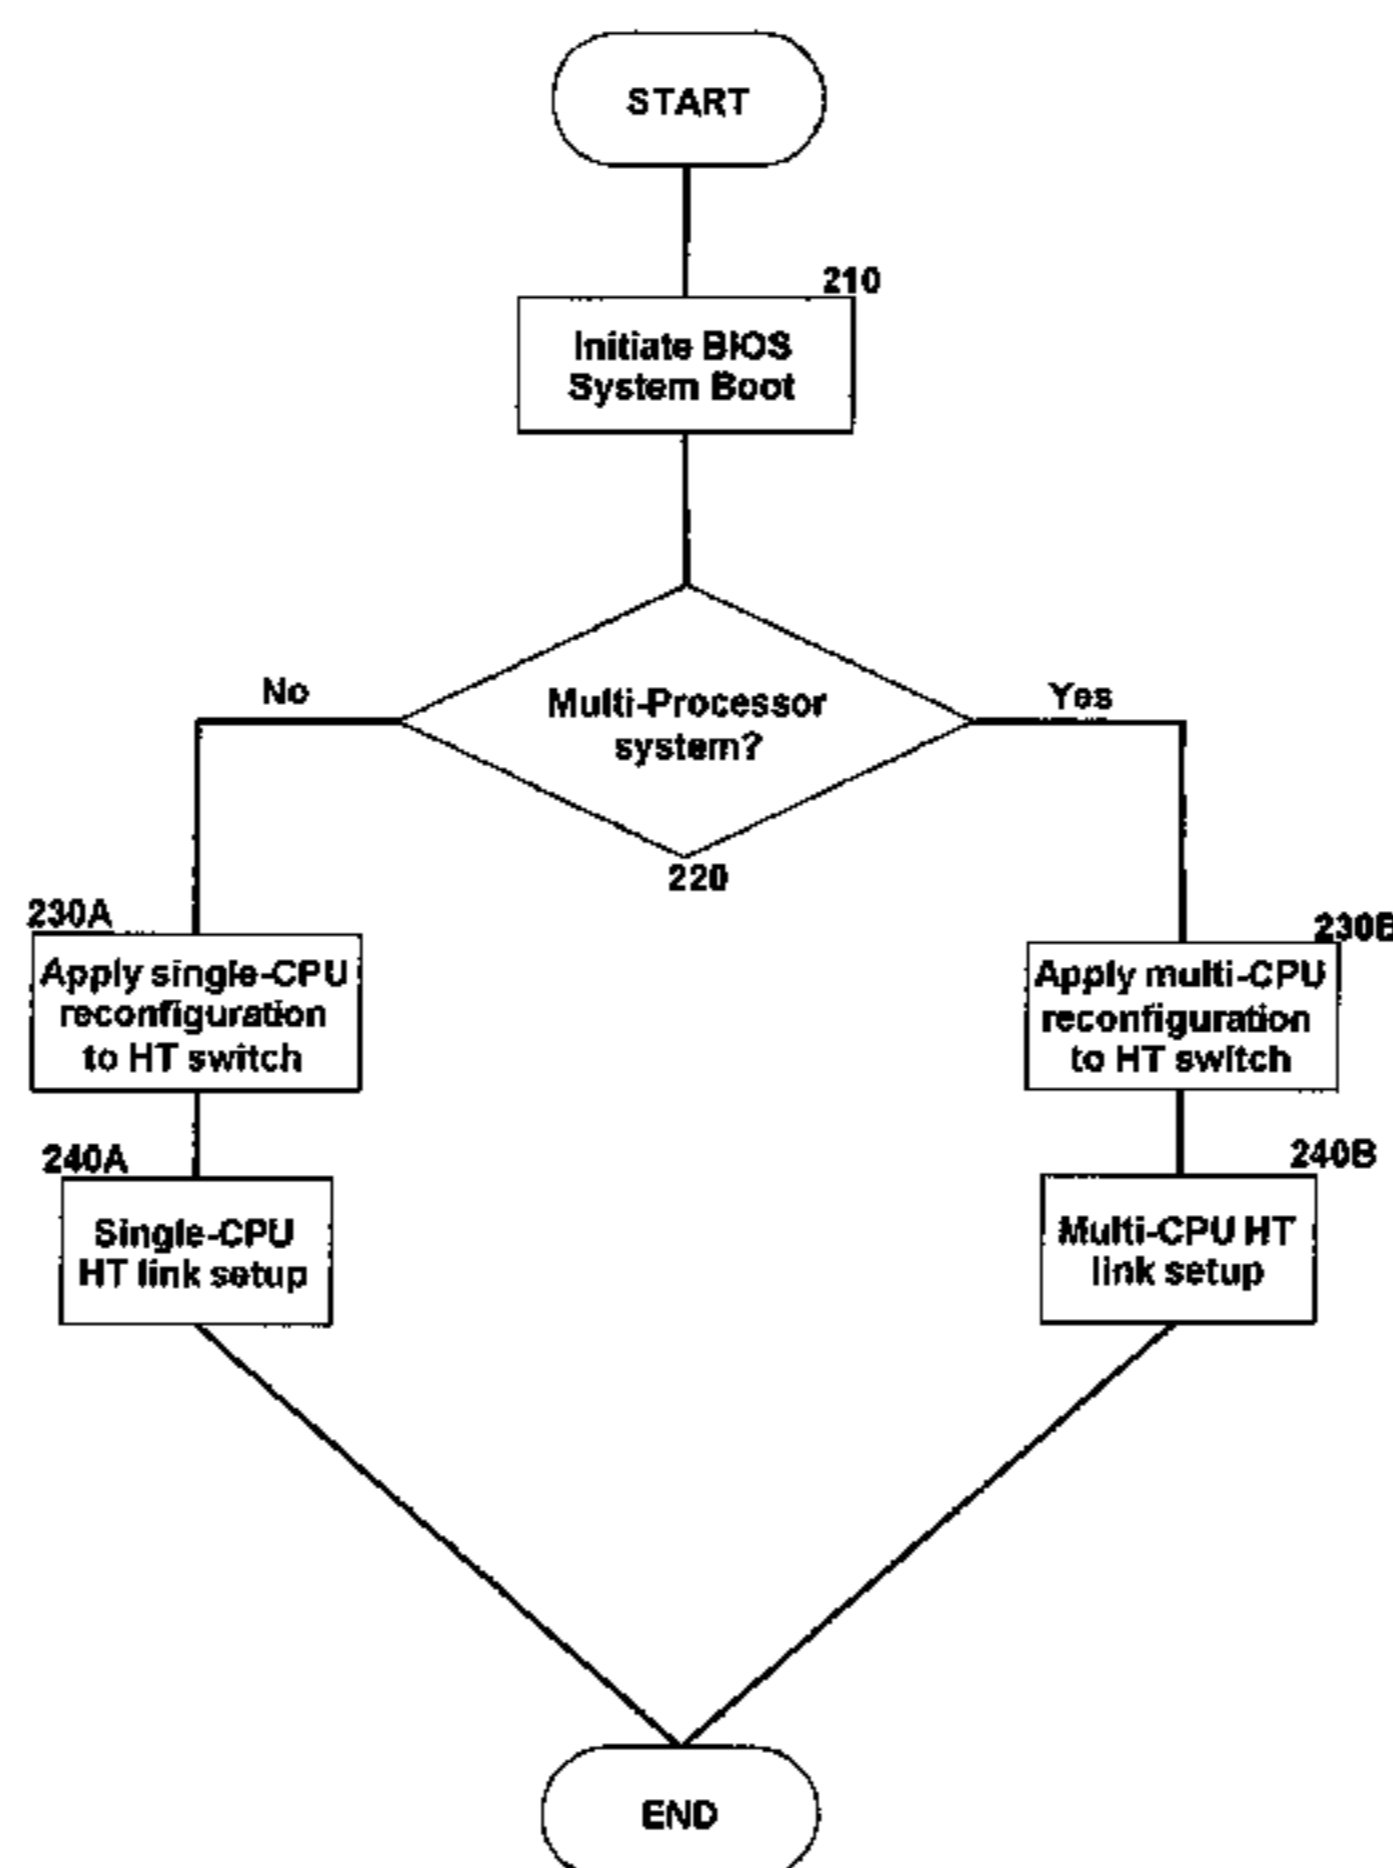 START
210
Initiate BIOS
System Boot
No
Multi-Processor
system?
Yes
220
230A
Apply single-CPU
reconfiguration
to HT switch
230B
Apply multi-CPU
reconfiguration
to HT switch
240A
Single-CPU
HT link setup
240B
Multi-CPU HT
link setup
END